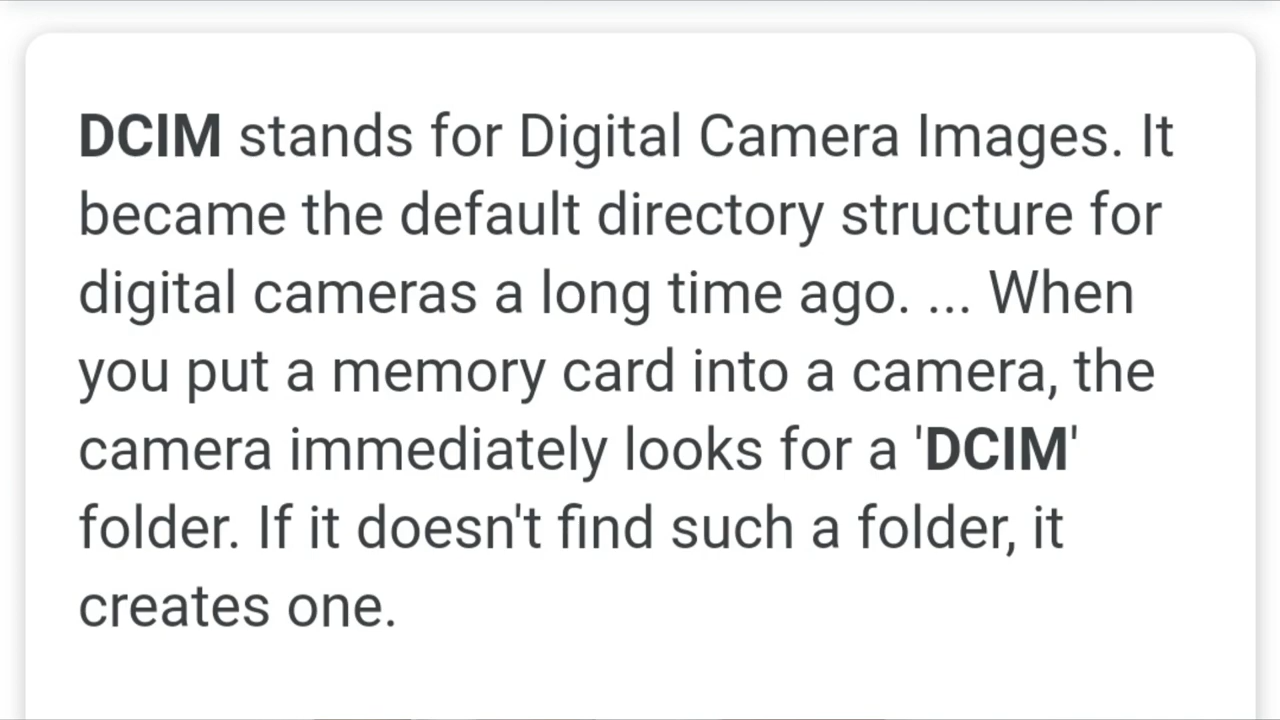 DCIM stands for Digital Camera Images. It
became the default directory structure for
digital cameras a long time ago. ... When
you put a memory card into a camera, the
camera immediately looks for a 'DCIM'
folder. If it doesn't find such a folder, it
creates one.